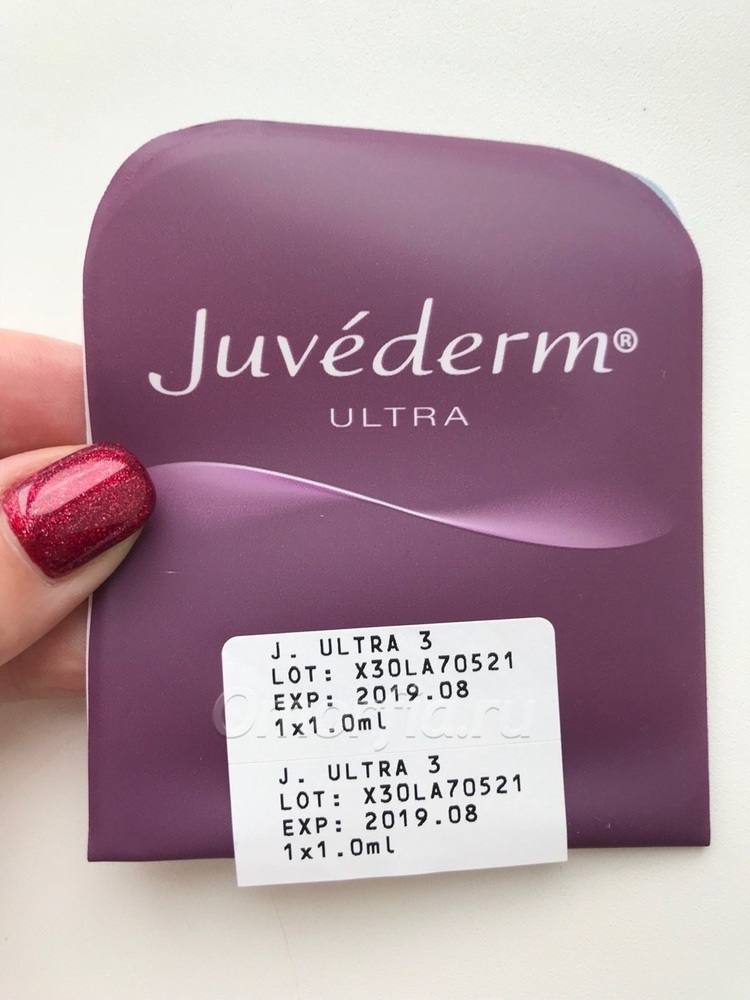 Juvéderm®
ULTRA
J. ULTRA 3
LOT: X30LA70521
EXP: 2019.08
1x1.0ml
J. ULTRA 3
LOT: X30LA70521
EXP: 2019.08
1x1.0ml